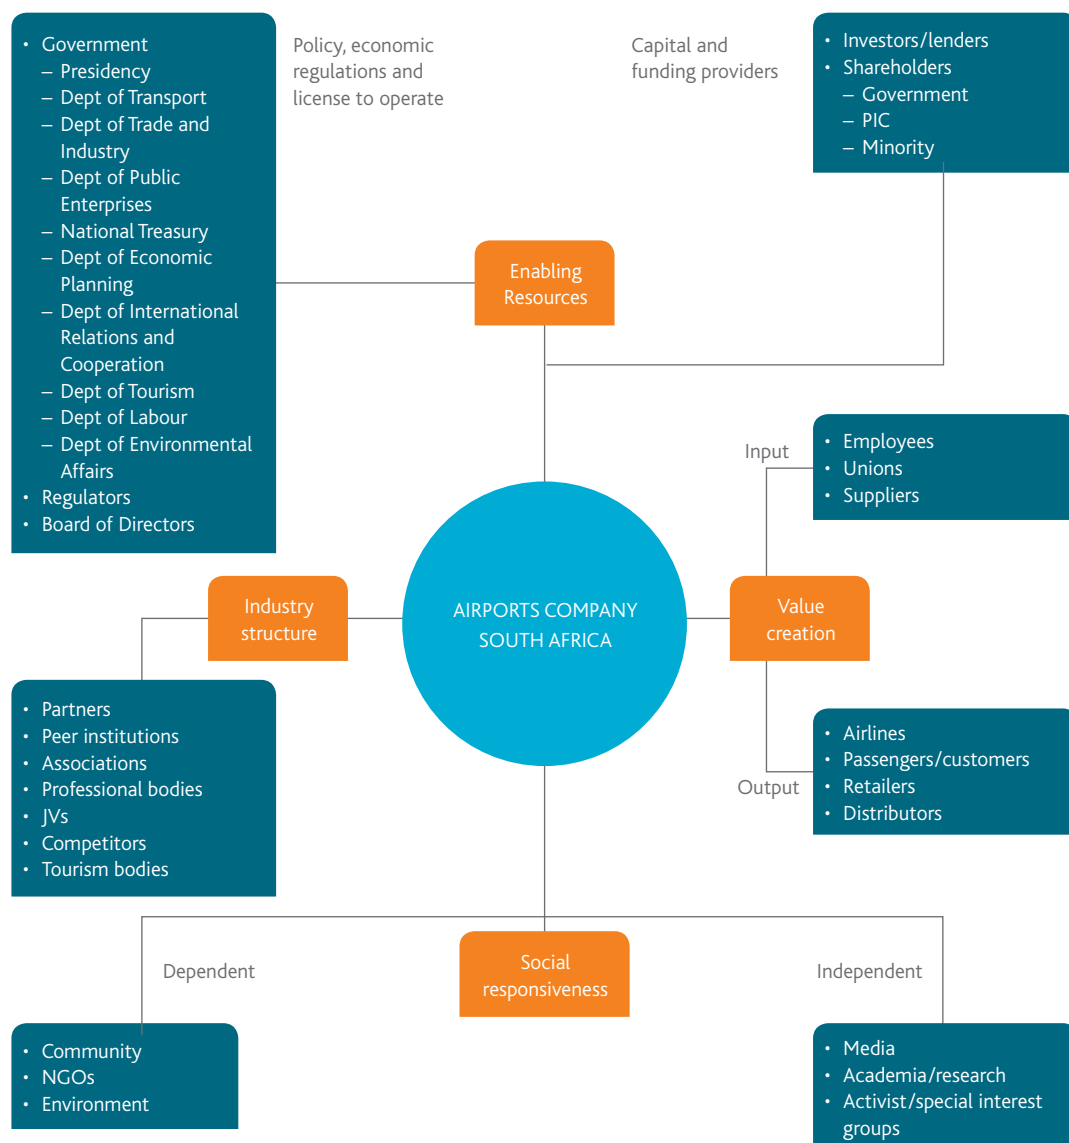 • Government
– Presidency
– Dept of Transport
– Dept of Trade and
Industry
– Dept of Public
Enterprises
– National Treasury
– Dept of Economic
Planning
– Dept of International
Relations and
Cooperation
– Dept of Tourism
– Dept of Labour
– Dept of Environmental
Affairs
• Regulators
• Board of Directors
Policy, economic
regulations and
license to operate
Capital and
funding providers
• Investors/lenders
• Shareholders
– Government
– PIC
– Minority
Enabling
Resources
Input
• Employees
• Unions
• Suppliers
Industry
structure
AIRPORTS COMPANY
SOUTH AFRICA
Value
creation
• Partners
• Peer institutions
• Associations
• Professional bodies
• JVs
• Competitors
• Tourism bodies
Output
• Airlines
• Passengers/customers
• Retailers
• Distributors
Dependent
Social
responsiveness
Independent
• Community
• NGOs
• Environment
• Media
• Academia/research
• Activist/special interest
groups